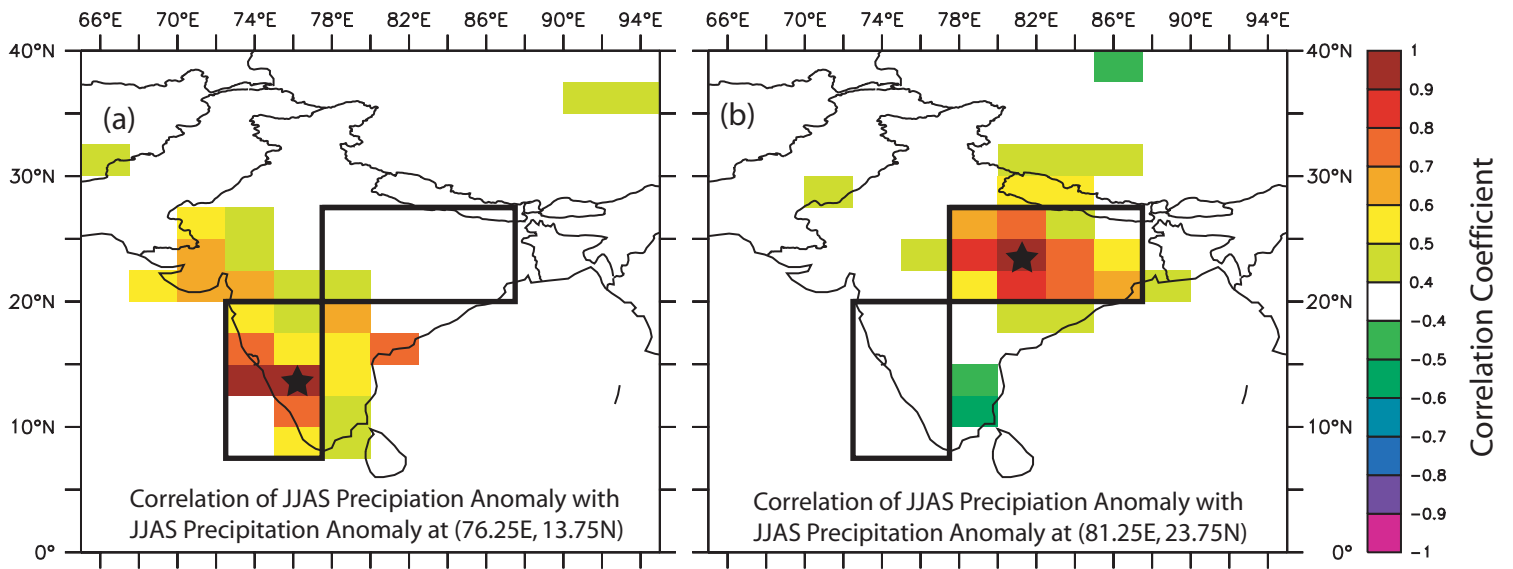 66°E 70°E 74°E 78°E 82°E 86°E 90°E 94°E 66°E 70°E 74°E 78°E 82°E 86°E 90°E 94°E
40°N 40°N 1
(a) (b) 0.9
0.8
0.7
30°N 30°N
0.6
0.5
0.4
20°N 20°N
-0.4
-0.5
-0.6
10°N 10°N
-0.7
-0.8
-0.9
0° 0° -1
Correlation of JJAS Precipiation Anomaly with
JJAS Precipitation Anomaly at (76.25E, 13.75N)
Correlation of JJAS Precipiation Anomaly with
JJAS Precipitation Anomaly at (81.25E, 23.75N)
Correlation Coefficient